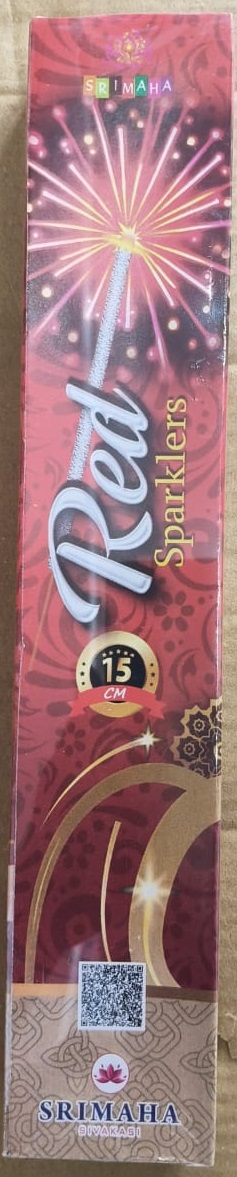 SRIMAHA
Red
Sparklers
15
CM
SRIMAHA
SIVAKASI